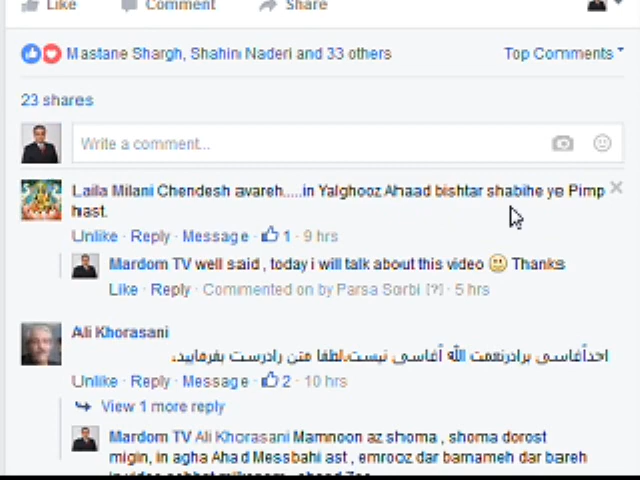 Like Comment Share
Mastane Shargh, Shahin Naderi and 33 others Top Comments
23 shares
Write a comment...
Laila Milani Chendesh avareh.....in Yalghooz Ahaad bishtar shabihe ye Pimp
hast.
Unlike · Reply · Message · 1 · 9 hrs
Mardom TV well said , today i will talk about this video Thanks
Like · Reply · Commented on by Parsa Sorbi [?] · 5 hrs
Ali Khorasani
احدآفاسی برادرنعمت الله آفاسی نیست.لطفا متن رادرست بفرمایید.
Unlike · Reply · Message · 2 · 10 hrs
View 1 more reply
Mardom TV Ali Khorasani Mamnoon az shoma , shoma dorost
migin, in agha Ahad Messbahi ast , emrooz dar barnameh dar bareh